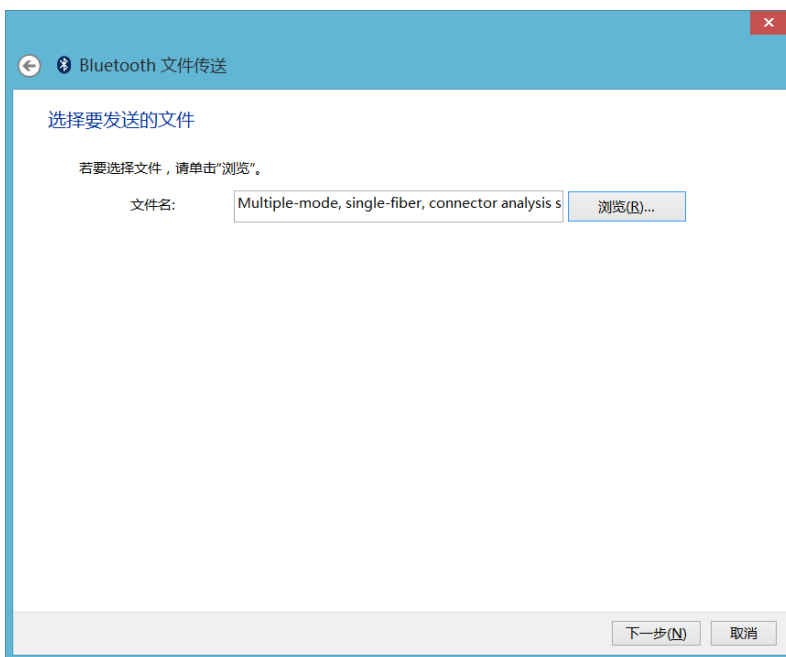 Bluetooth 文件传送
选择要发送的文件
若要选择文件，请单击“浏览”。
文件名: Multiple-mode, single-fiber, connector analysis s 浏览(R)...
下一步(N) 取消